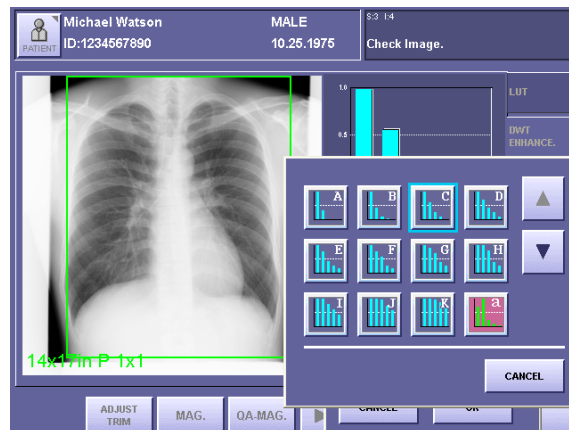 Michael Watson MALE S:3 I:4
PATIENT ID:1234567890 10.25.1975 Check Image.
1.0
LUT
0.5
DWT
ENHANCE.
A B C D
E F G H
I J K a
14x17in P 1x1
CANCEL
ADJUST
TRIM
MAG. QA-MAG. CANCEL OK